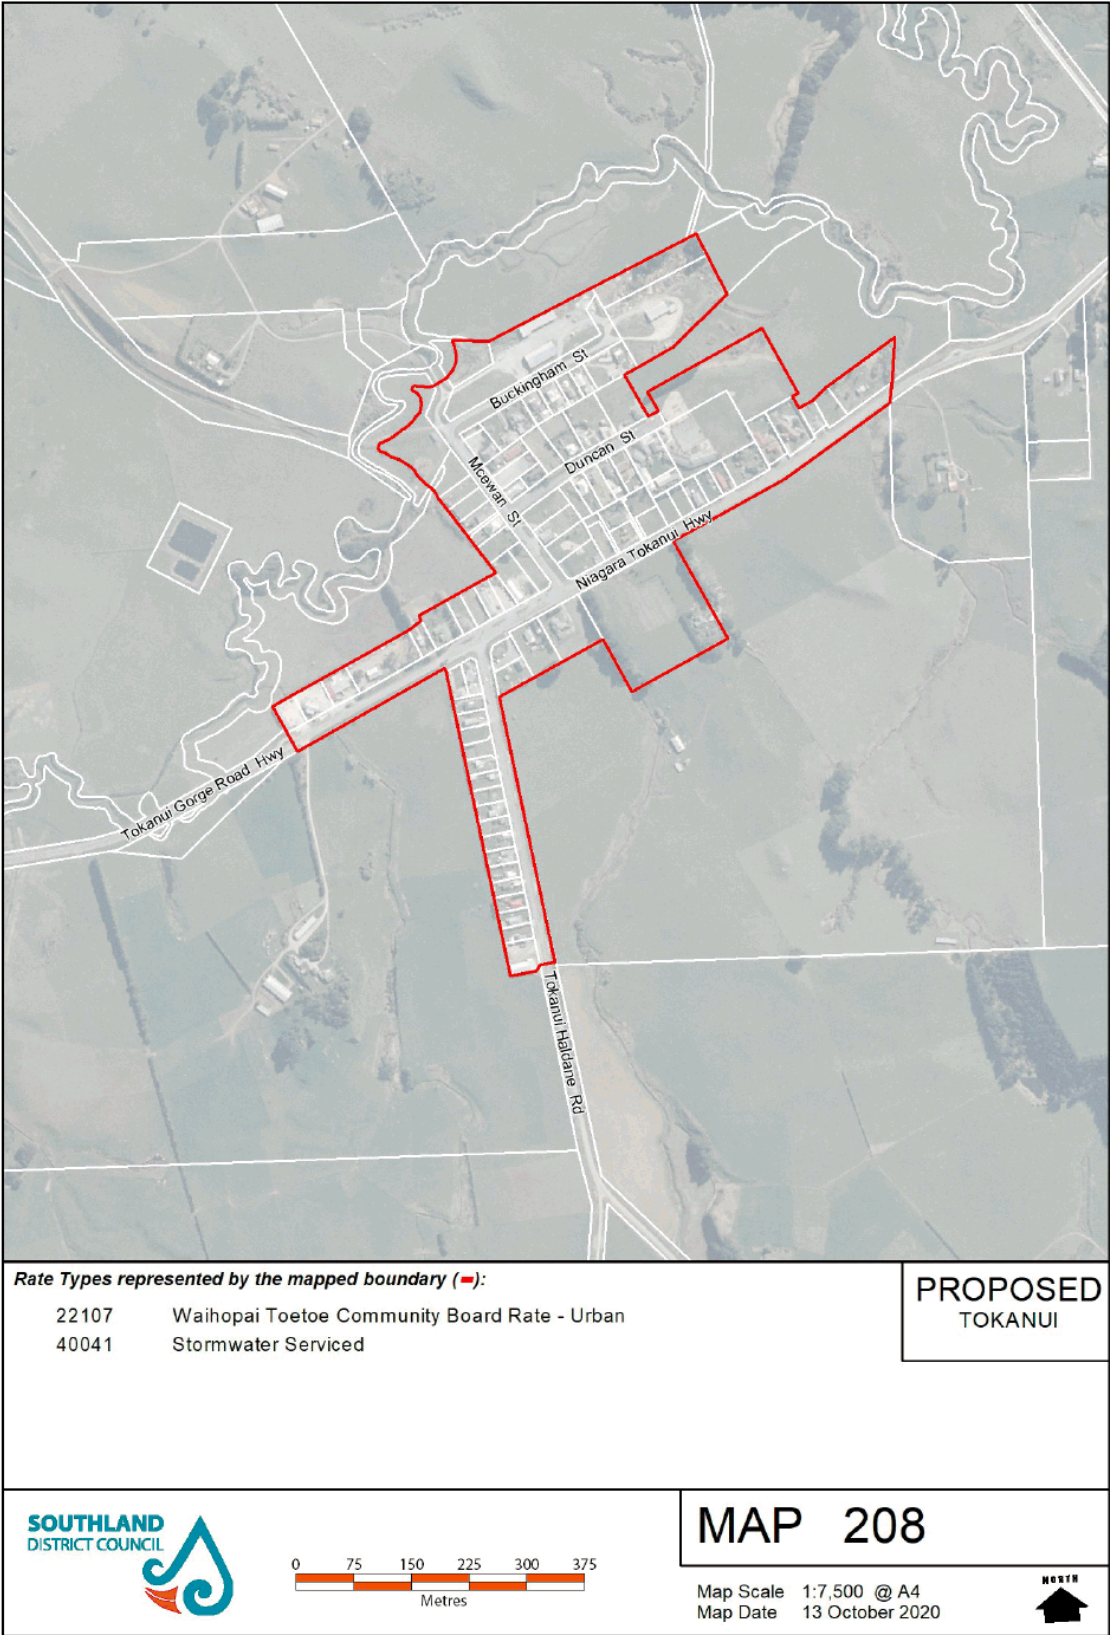 Buckingham St
Duncan St
Mcewan St
Niagara Tokanui Hwy
Tokanui Gorge Road Hwy
Tokanui Haldane Rd
Rate Types represented by the mapped boundary (▬):
22107 Waihopai Toetoe Community Board Rate - Urban
40041 Stormwater Serviced
PROPOSED
TOKANUI
SOUTHLAND
DISTRICT COUNCIL
0 75 150 225 300 375
Metres
MAP 208
Map Scale 1:7,500 @ A4
Map Date 13 October 2020
NORTH